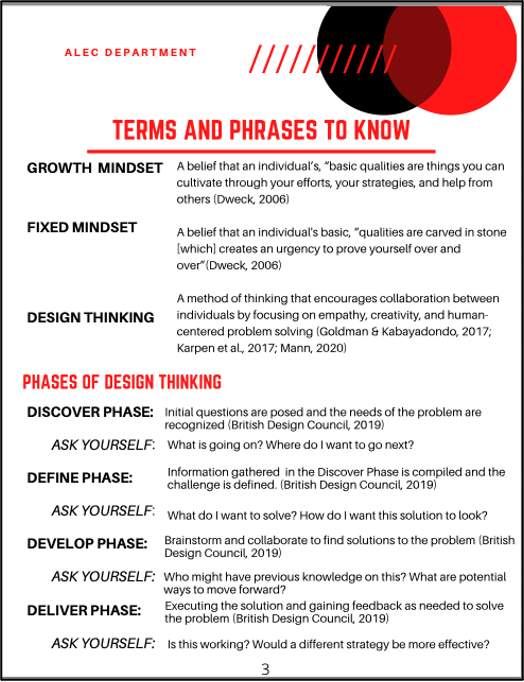 ALEC DEPARTMENT
TERMS AND PHRASES TO KNOW
GROWTH MINDSET
A belief that an individual's, "basic qualities are things you can
cultivate through your efforts, your strategies, and help from
others (Dweck, 2006)
FIXED MINDSET
A belief that an individual's basic, "qualities are carved in stone
[which] creates an urgency to prove yourself over and
over"(Dweck, 2006)
DESIGN THINKING
A method of thinking that encourages collaboration between
individuals by focusing on empathy, creativity, and human-
centered problem solving (Goldman & Kabayadondo, 2017;
Karpen et al., 2017; Mann, 2020)
PHASES OF DESIGN THINKING
DISCOVER PHASE:
Initial questions are posed and the needs of the problem are
recognized (British Design Council, 2019)
ASK YOURSELF:
What is going on? Where do I want to go next?
DEFINE PHASE:
Information gathered in the Discover Phase is compiled and the
challenge is defined. (British Design Council, 2019)
ASK YOURSELF:
What do I want to solve? How do I want this solution to look?
DEVELOP PHASE:
Brainstorm and collaborate to find solutions to the problem (British
Design Council, 2019)
ASK YOURSELF:
Who might have previous knowledge on this? What are potential
ways to move forward?
DELIVER PHASE:
Executing the solution and gaining feedback as needed to solve
the problem (British Design Council, 2019)
ASK YOURSELF:
Is this working? Would a different strategy be more effective?
3